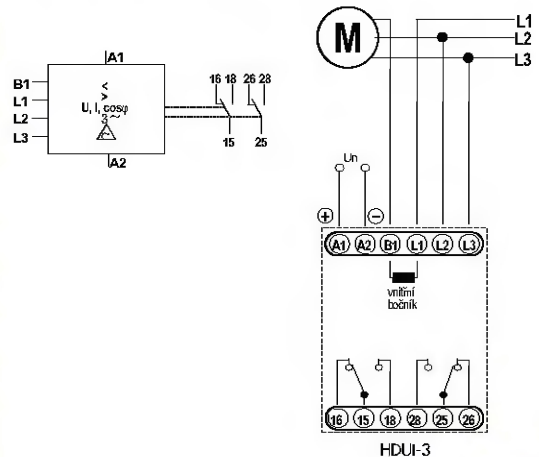 A1
B1
L1
L2
L3
<
>
U, I, cosφ
3~
A2
16 18 26 28
15 25
M
L1
L2
L3
Un
+ −
A1 A2 B1 L1 L2 L3
vnitřní
bočník
16 15 18 28 25 26
HDUI-3